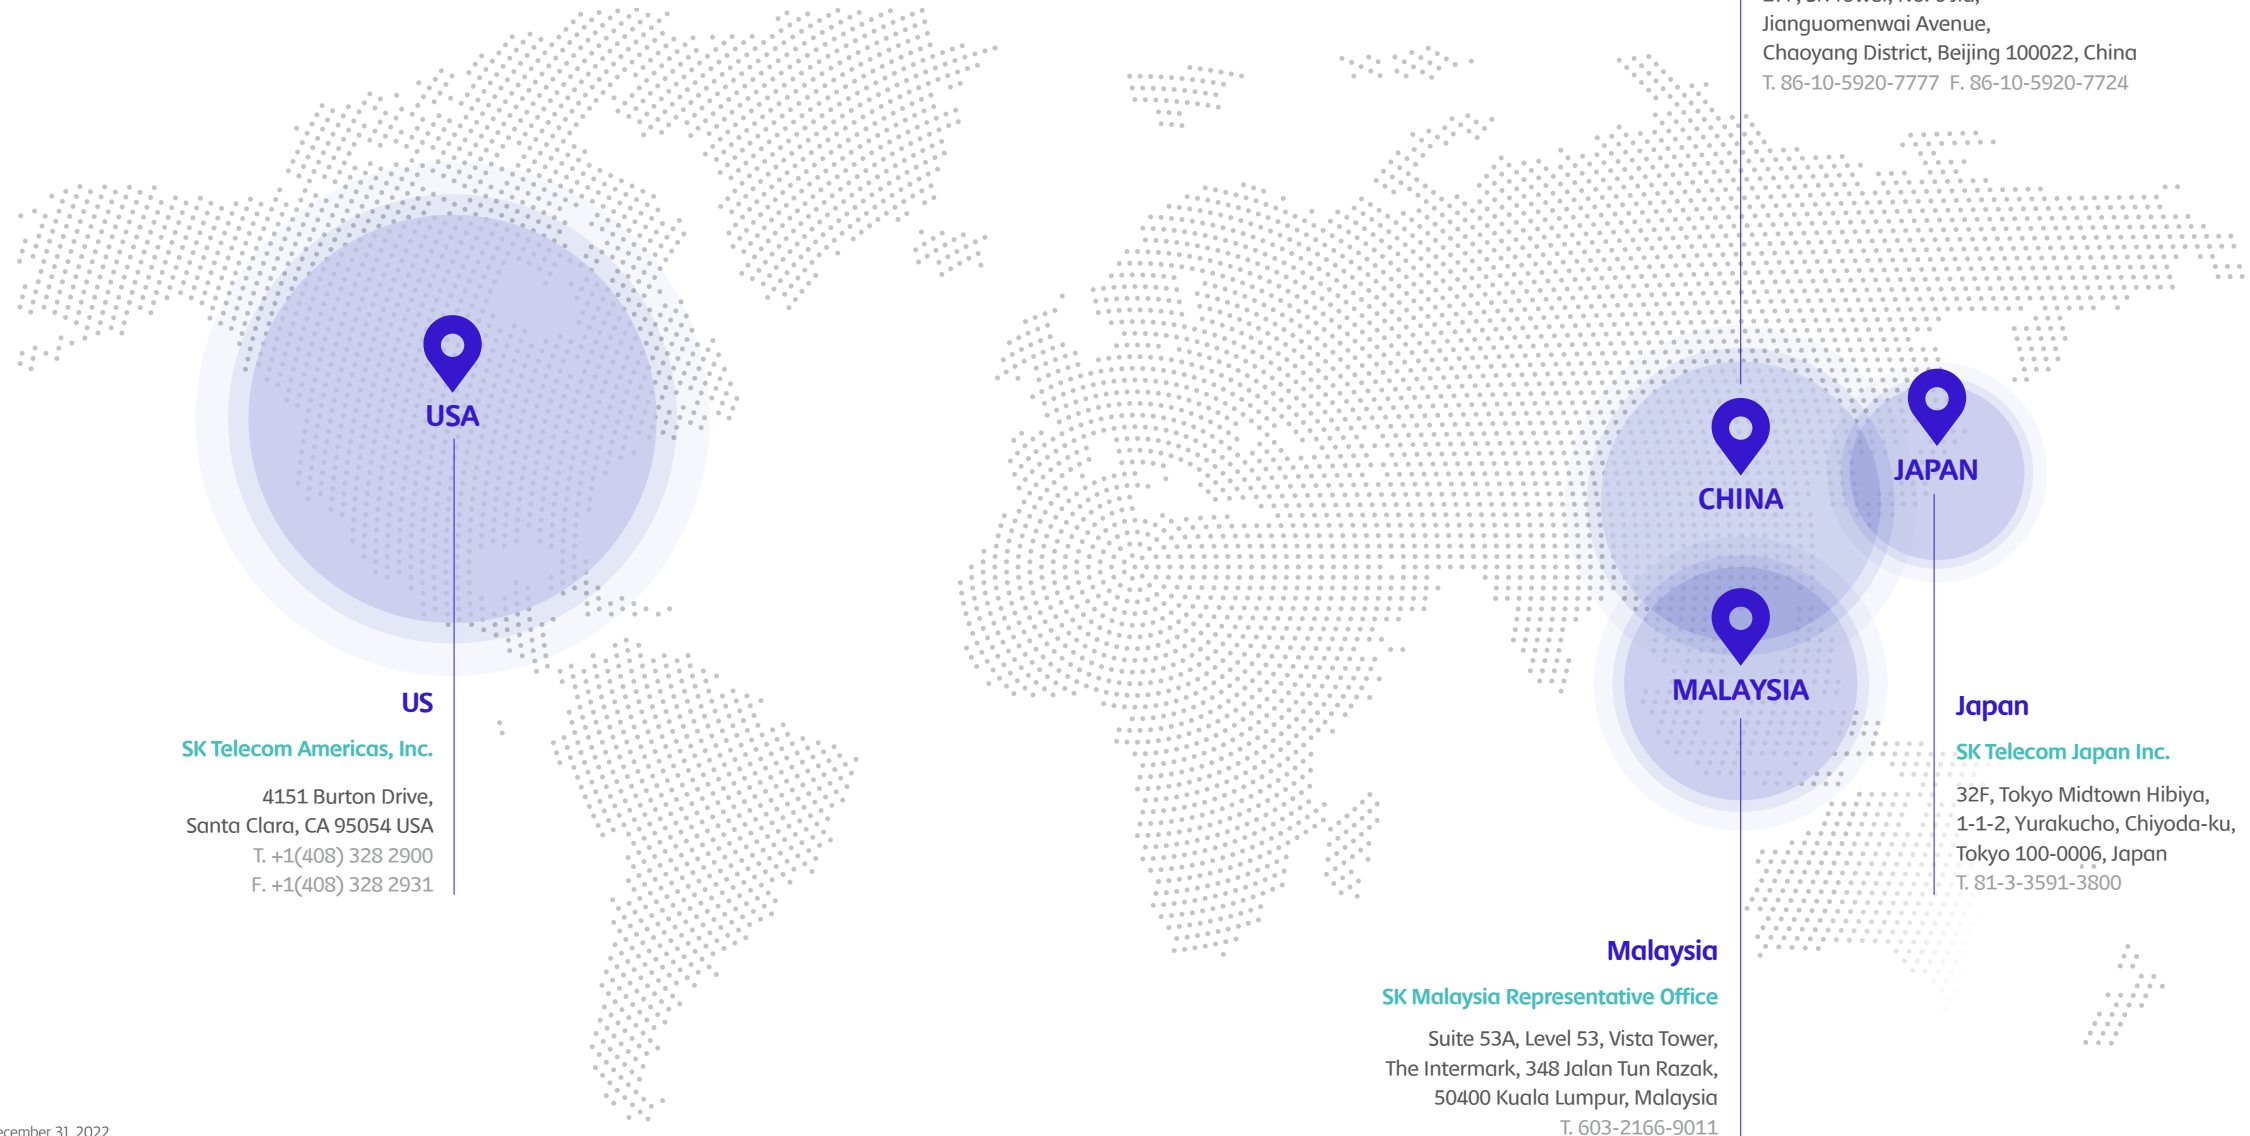 Jianguomenwai Avenue,
Chaoyang District, Beijing 100022, China
T. 86-10-5920-7777 F. 86-10-5920-7724
USA
CHINA
JAPAN
MALAYSIA
US
SK Telecom Americas, Inc.
4151 Burton Drive,
Santa Clara, CA 95054 USA
T. +1(408) 328 2900
F. +1(408) 328 2931
Japan
SK Telecom Japan Inc.
32F, Tokyo Midtown Hibiya,
1-1-2, Yurakucho, Chiyoda-ku,
Tokyo 100-0006, Japan
T. 81-3-3591-3800
Malaysia
SK Malaysia Representative Office
Suite 53A, Level 53, Vista Tower,
The Intermark, 348 Jalan Tun Razak,
50400 Kuala Lumpur, Malaysia
T. 603-2166-9011
31, 2022